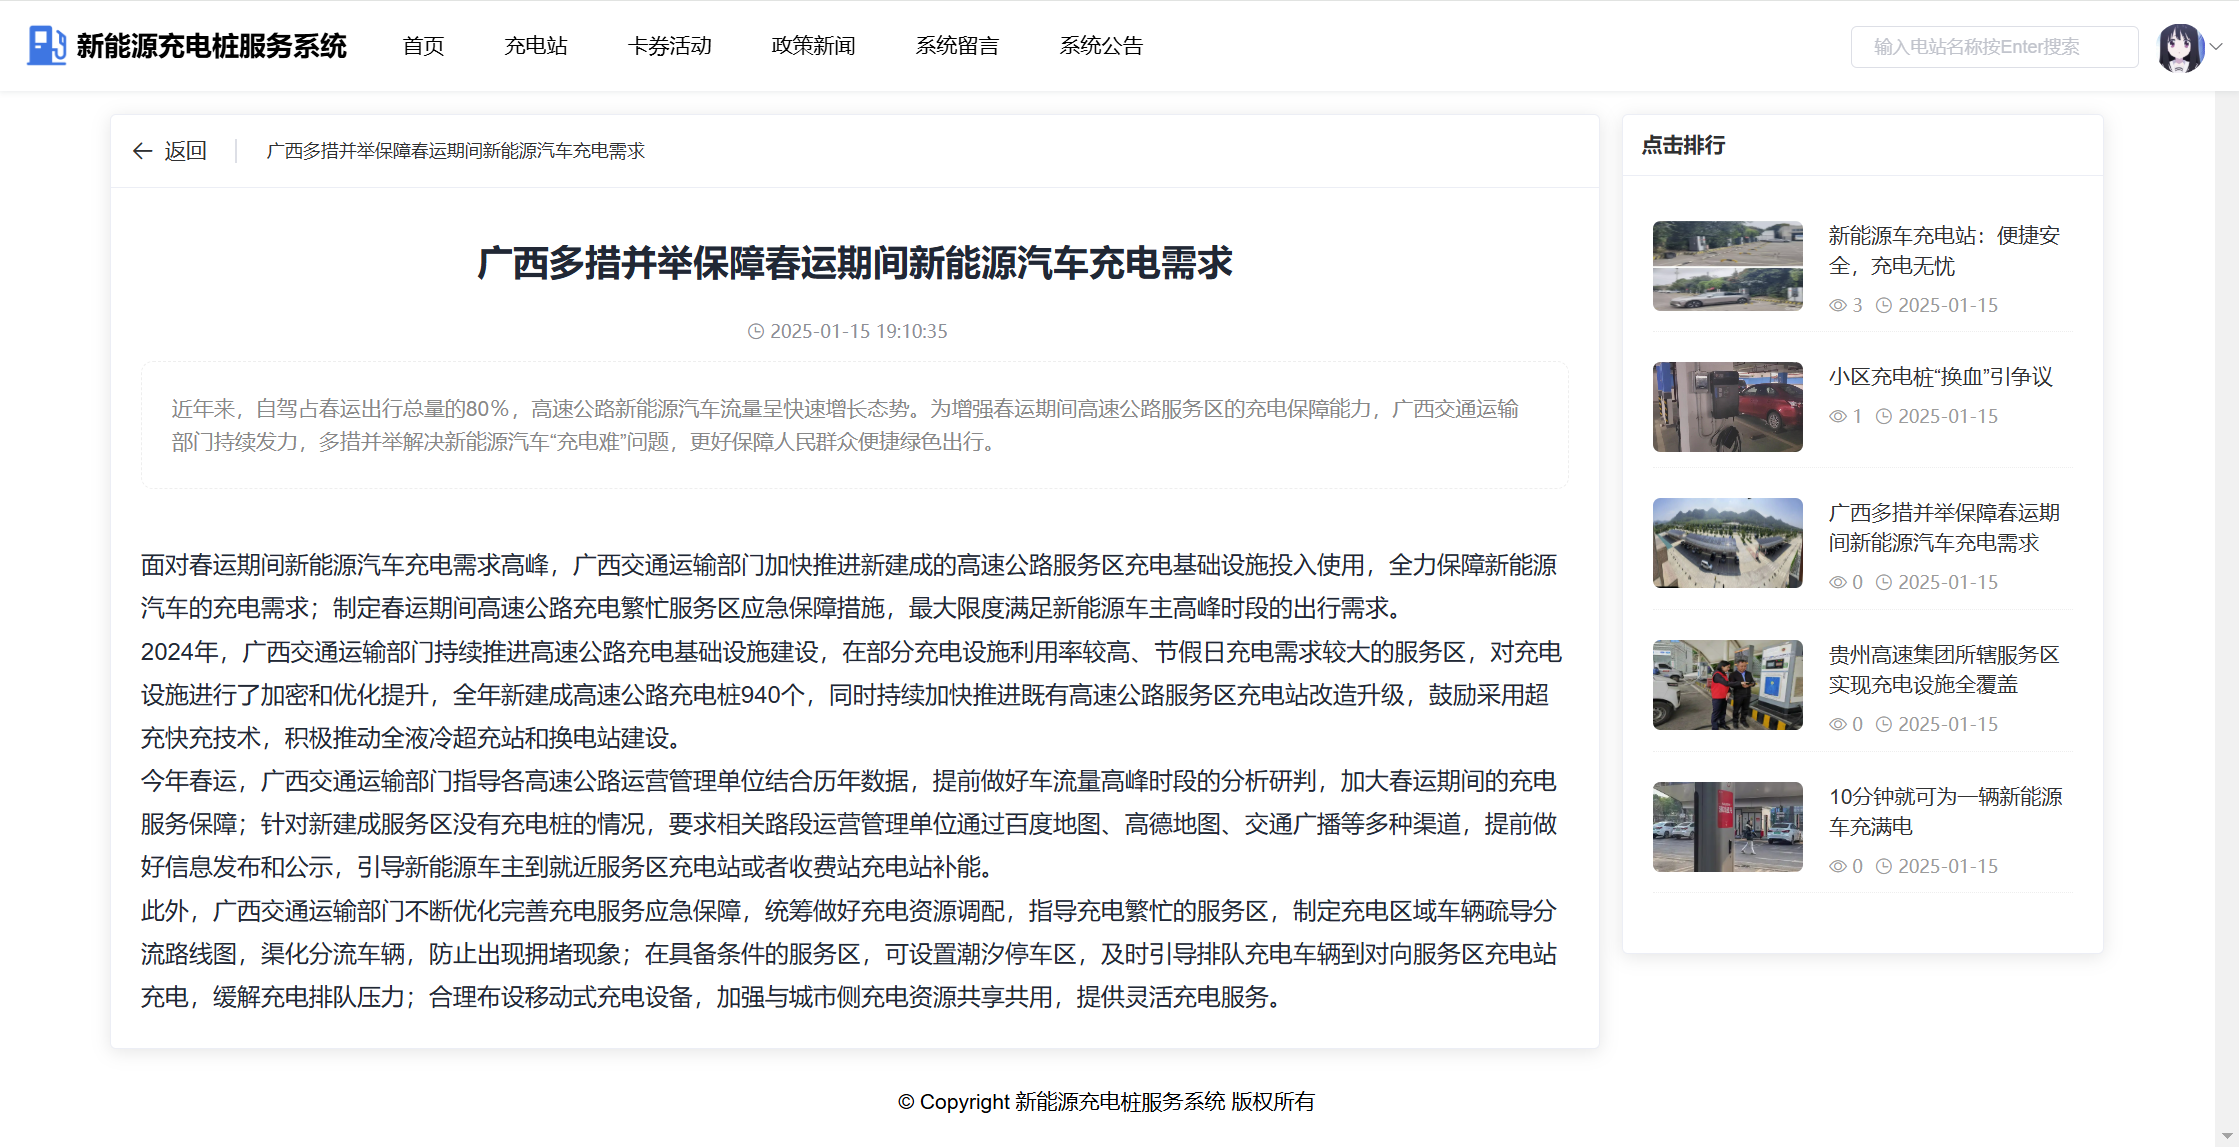 新能源充电桩服务系统
首页
充电站
卡券活动
政策新闻
系统留言
系统公告
输入电站名称按Enter搜索
返回
广西多措并举保障春运期间新能源汽车充电需求
广西多措并举保障春运期间新能源汽车充电需求
2025-01-15 19:10:35
近年来，自驾占春运出行总量的80%，高速公路新能源汽车流量呈快速增长态势。为增强春运期间高速公路服务区的充电保障能力，广西交通运输
部门持续发力，多措并举解决新能源汽车“充电难”问题，更好保障人民群众便捷绿色出行。
面对春运期间新能源汽车充电需求高峰，广西交通运输部门加快推进新建成的高速公路服务区充电基础设施投入使用，全力保障新能源
汽车的充电需求；制定春运期间高速公路充电繁忙服务区应急保障措施，最大限度满足新能源车主高峰时段的出行需求。
2024年，广西交通运输部门持续推进高速公路充电基础设施建设，在部分充电设施利用率较高、节假日充电需求较大的服务区，对充电
设施进行了加密和优化提升，全年新建成高速公路充电桩940个，同时持续加快推进既有高速公路服务区充电站改造升级，鼓励采用超
充快充技术，积极推动全液冷超充站和换电站建设。
今年春运，广西交通运输部门指导各高速公路运营管理单位结合历年数据，提前做好车流量高峰时段的分析研判，加大春运期间的充电
服务保障；针对新建成服务区没有充电桩的情况，要求相关路段运营管理单位通过百度地图、高德地图、交通广播等多种渠道，提前做
好信息发布和公示，引导新能源车主到就近服务区充电站或者收费站充电站补能。
此外，广西交通运输部门不断优化完善充电服务应急保障，统筹做好充电资源调配，指导充电繁忙的服务区，制定充电区域车辆疏导分
流路线图，渠化分流车辆，防止出现拥堵现象；在具备条件的服务区，可设置潮汐停车区，及时引导排队充电车辆到对向服务区充电站
充电，缓解充电排队压力；合理布设移动式充电设备，加强与城市侧充电资源共享共用，提供灵活充电服务。
点击排行
新能源车充电站：便捷安
全，充电无忧
3 2025-01-15
小区充电桩“换血”引争议
1 2025-01-15
广西多措并举保障春运期
间新能源汽车充电需求
0 2025-01-15
贵州高速集团所辖服务区
实现充电设施全覆盖
0 2025-01-15
10分钟就可为一辆新能源
车充满电
0 2025-01-15
© Copyright 新能源充电桩服务系统 版权所有